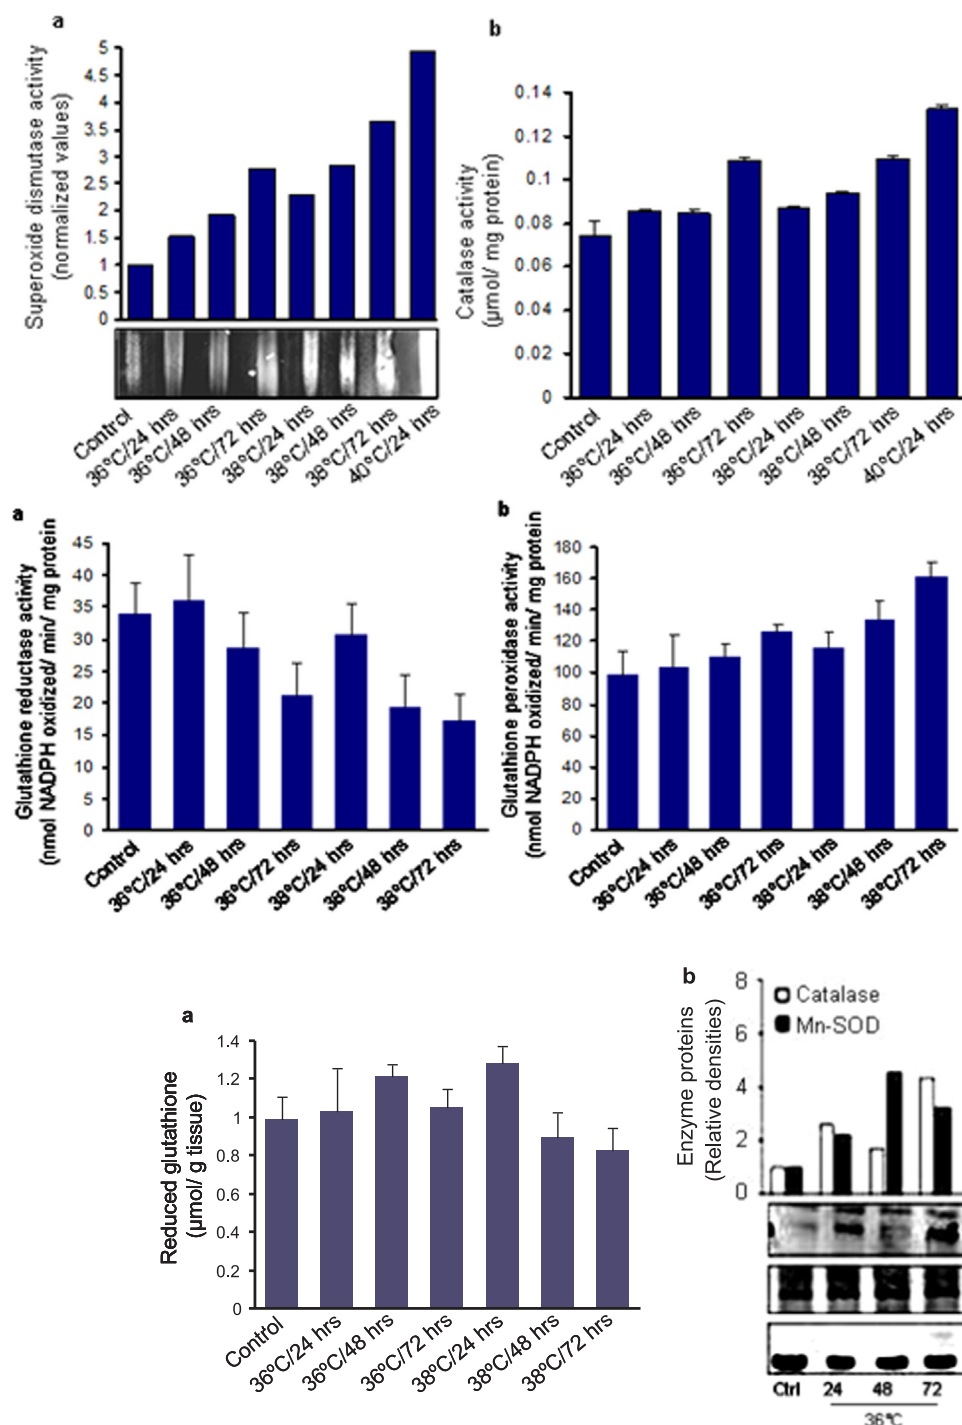 a
Superoxide dismutase activity
(normalized values)
5
4.5
4
3.5
3
2.5
2
1.5
1
0.5
0
Control
36°C/24 hrs
36°C/48 hrs
36°C/72 hrs
38°C/24 hrs
38°C/48 hrs
38°C/72 hrs
40°C/24 hrs
b
Catalase activity
(µmol/ mg protein)
0.14
0.12
0.1
0.08
0.06
0.04
0.02
0
Control
36°C/24 hrs
36°C/48 hrs
36°C/72 hrs
38°C/24 hrs
38°C/48 hrs
38°C/72 hrs
40°C/24 hrs
a
Glutathione reductase activity
(nmol NADPH oxidized/ min/ mg protein
45
40
35
30
25
20
15
10
5
0
Control
36°C/24 hrs
36°C/48 hrs
36°C/72 hrs
38°C/24 hrs
38°C/48 hrs
38°C/72 hrs
b
Glutathione peroxidase activity
(nmol NADPH oxidized/ min/ mg protein
180
160
140
120
100
80
60
40
20
0
Control
36°C/24 hrs
36°C/48 hrs
36°C/72 hrs
38°C/24 hrs
38°C/48 hrs
38°C/72 hrs
a
Reduced glutathione
(µmol/ g tissue)
1.4
1.2
1
0.8
0.6
0.4
0.2
0
Control
36ºC/24 hrs
36ºC/48 hrs
36ºC/72 hrs
38ºC/24 hrs
38ºC/48 hrs
38ºC/72 hrs
b
Enzyme proteins
(Relative densities)
8
6
4
2
0
Catalase
Mn-SOD
Ctrl 24 48 72
36°C